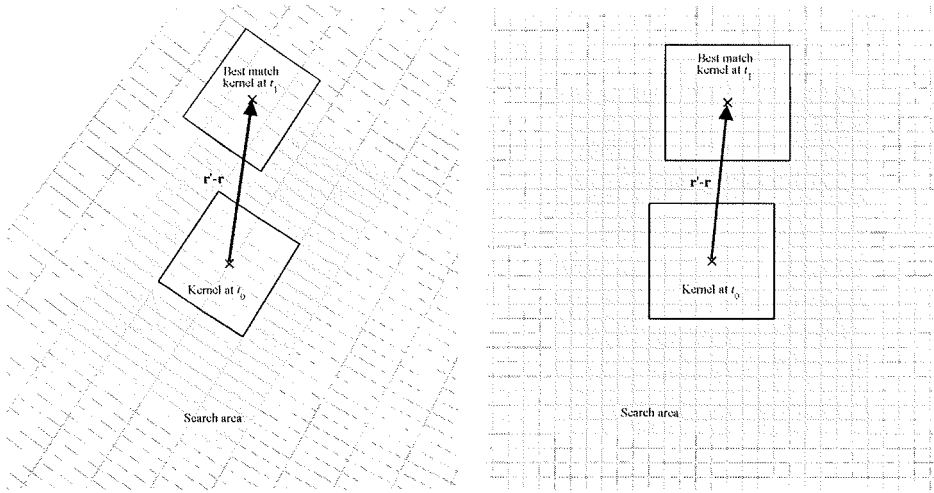 Best match
kernel at t₁
r'-r
Kernel at t₀
Search area
Best match
kernel at t₁
r'-r
Kernel at t₀
Search area